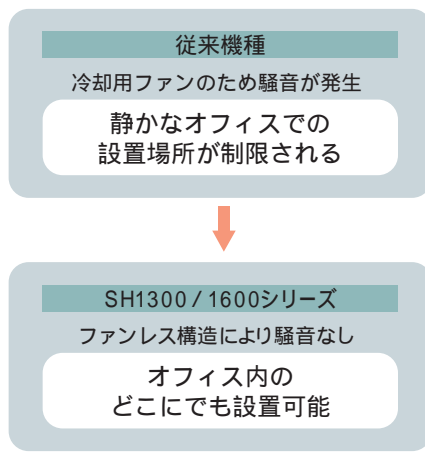 従来機種
冷却用ファンのため騒音が発生
静かなオフィスでの
設置場所が制限される
SH1300 / 1600シリーズ
ファンレス構造により騒音なし
オフィス内の
どこにでも設置可能